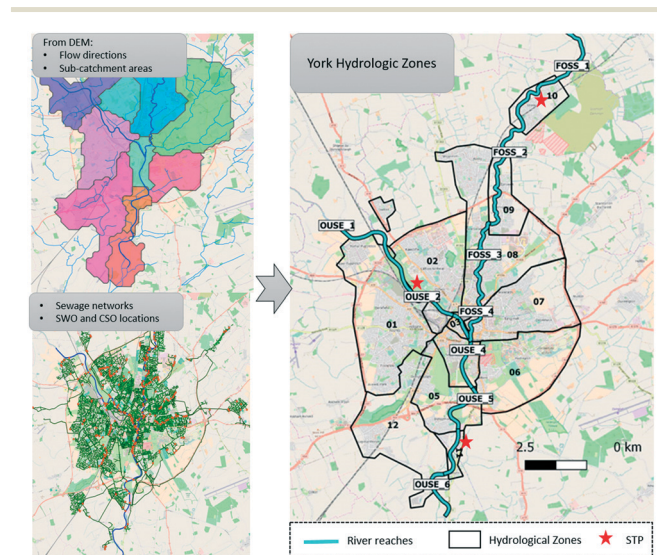 From DEM:
• Flow directions
• Sub-catchment areas
• Sewage networks
• SWO and CSO locations
York Hydrologic Zones
FOSS_1
10
FOSS_2
09
OUSE_1
FOSS_3
08
02
OUSE_2
07
FOSS_4
01
OUSE_4
06
05
OUSE_5
12
2.5
0 km
OUSE_6
River reaches
Hydrological Zones
STP